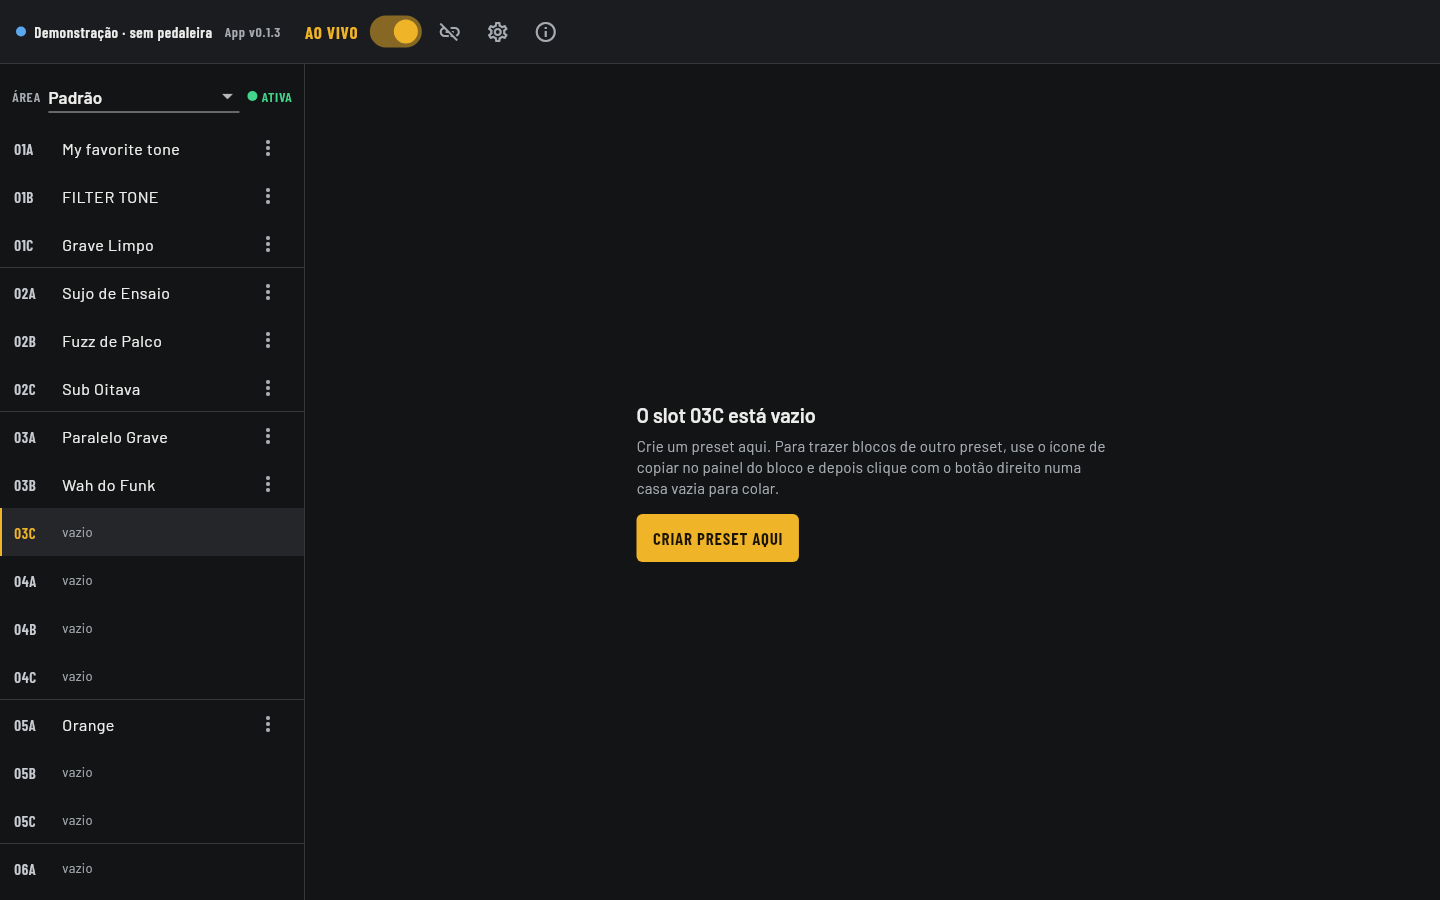 Demonstração · sem pedaleira App v0.1.3 AO VIVO
ÁREA Padrão ATIVA
01A My favorite tone
01B FILTER TONE
01C Grave Limpo
02A Sujo de Ensaio
02B Fuzz de Palco
02C Sub Oitava
03A Paralelo Grave
03B Wah do Funk
03C vazio
04A vazio
04B vazio
04C vazio
05A Orange
05B vazio
05C vazio
06A vazio
O slot 03C está vazio
Crie um preset aqui. Para trazer blocos de outro preset, use o ícone de
copiar no painel do bloco e depois clique com o botão direito numa
casa vazia para colar.
CRIAR PRESET AQUI